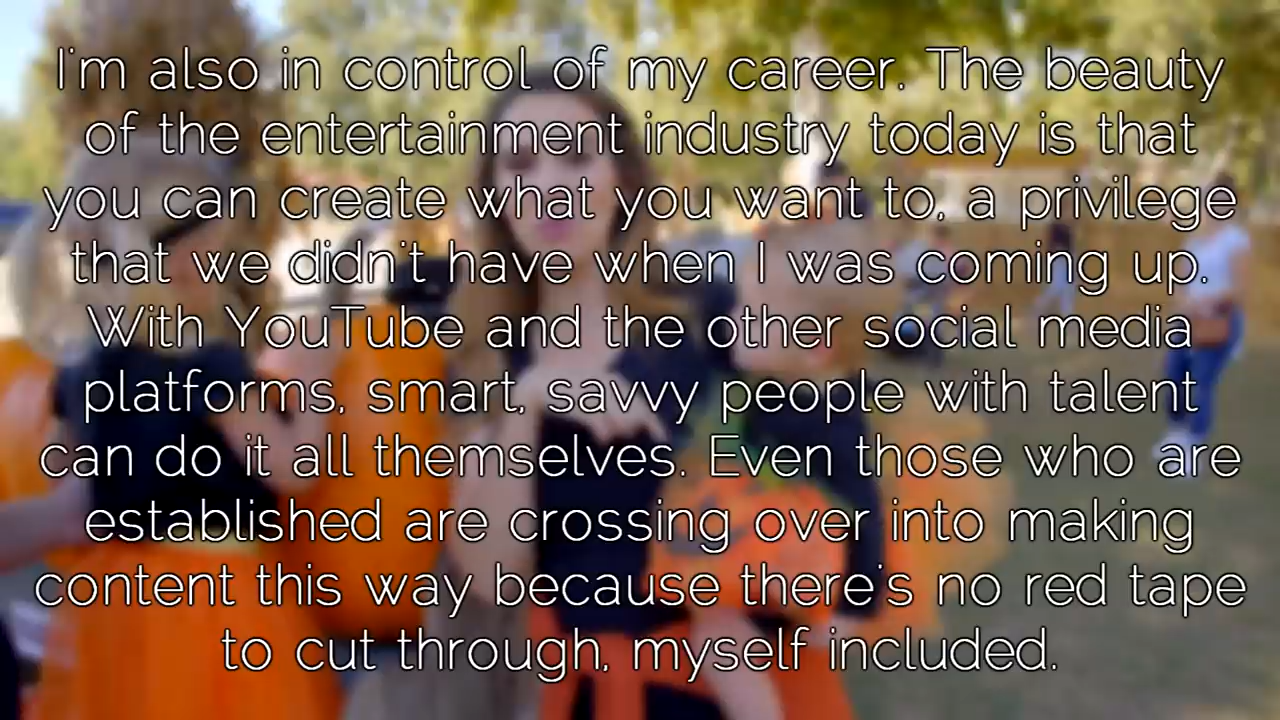 I'm also in control of my career. The beauty
of the entertainment industry today is that
you can create what you want to, a privilege
that we didn't have when I was coming up.
With YouTube and the other social media
platforms, smart, savvy people with talent
can do it all themselves. Even those who are
established are crossing over into making
content this way because there's no red tape
to cut through, myself included.